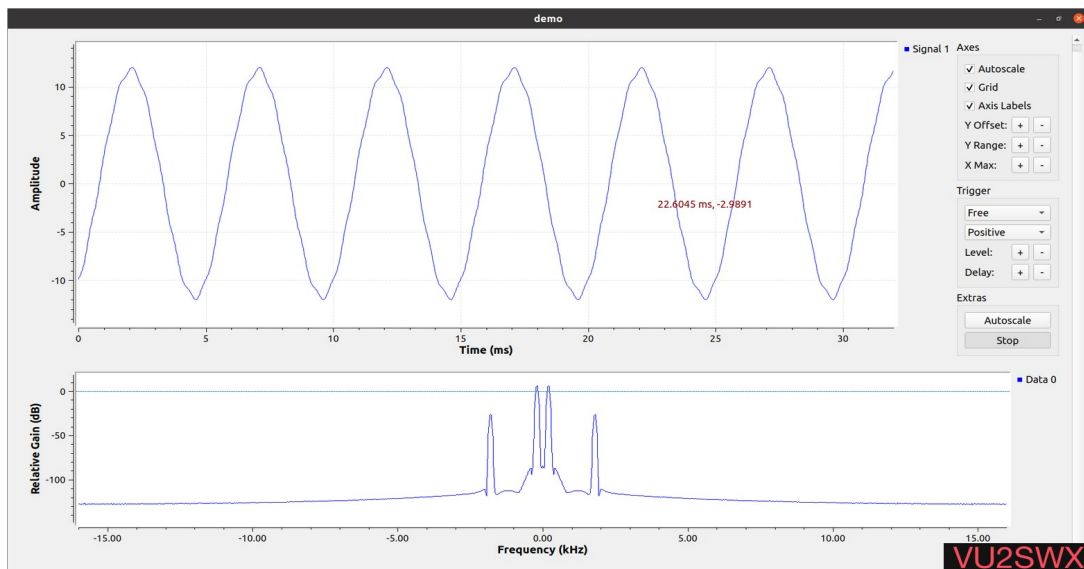 demo
Signal 1
Axes
Autoscale
Grid
Axis Labels
Y Offset: + -
Y Range: + -
X Max: + -
Trigger
Free
Positive
Level: + -
Delay: + -
Extras
Autoscale
Stop
Amplitude
10
5
0
-5
-10
22.6045 ms, -2.9891
0 5 10 15 20 25 30
Time (ms)
Data 0
Relative Gain (dB)
0
-50
-100
-15.00 -10.00 -5.00 0.00 5.00 10.00 15.00
Frequency (kHz)
VU2SWX